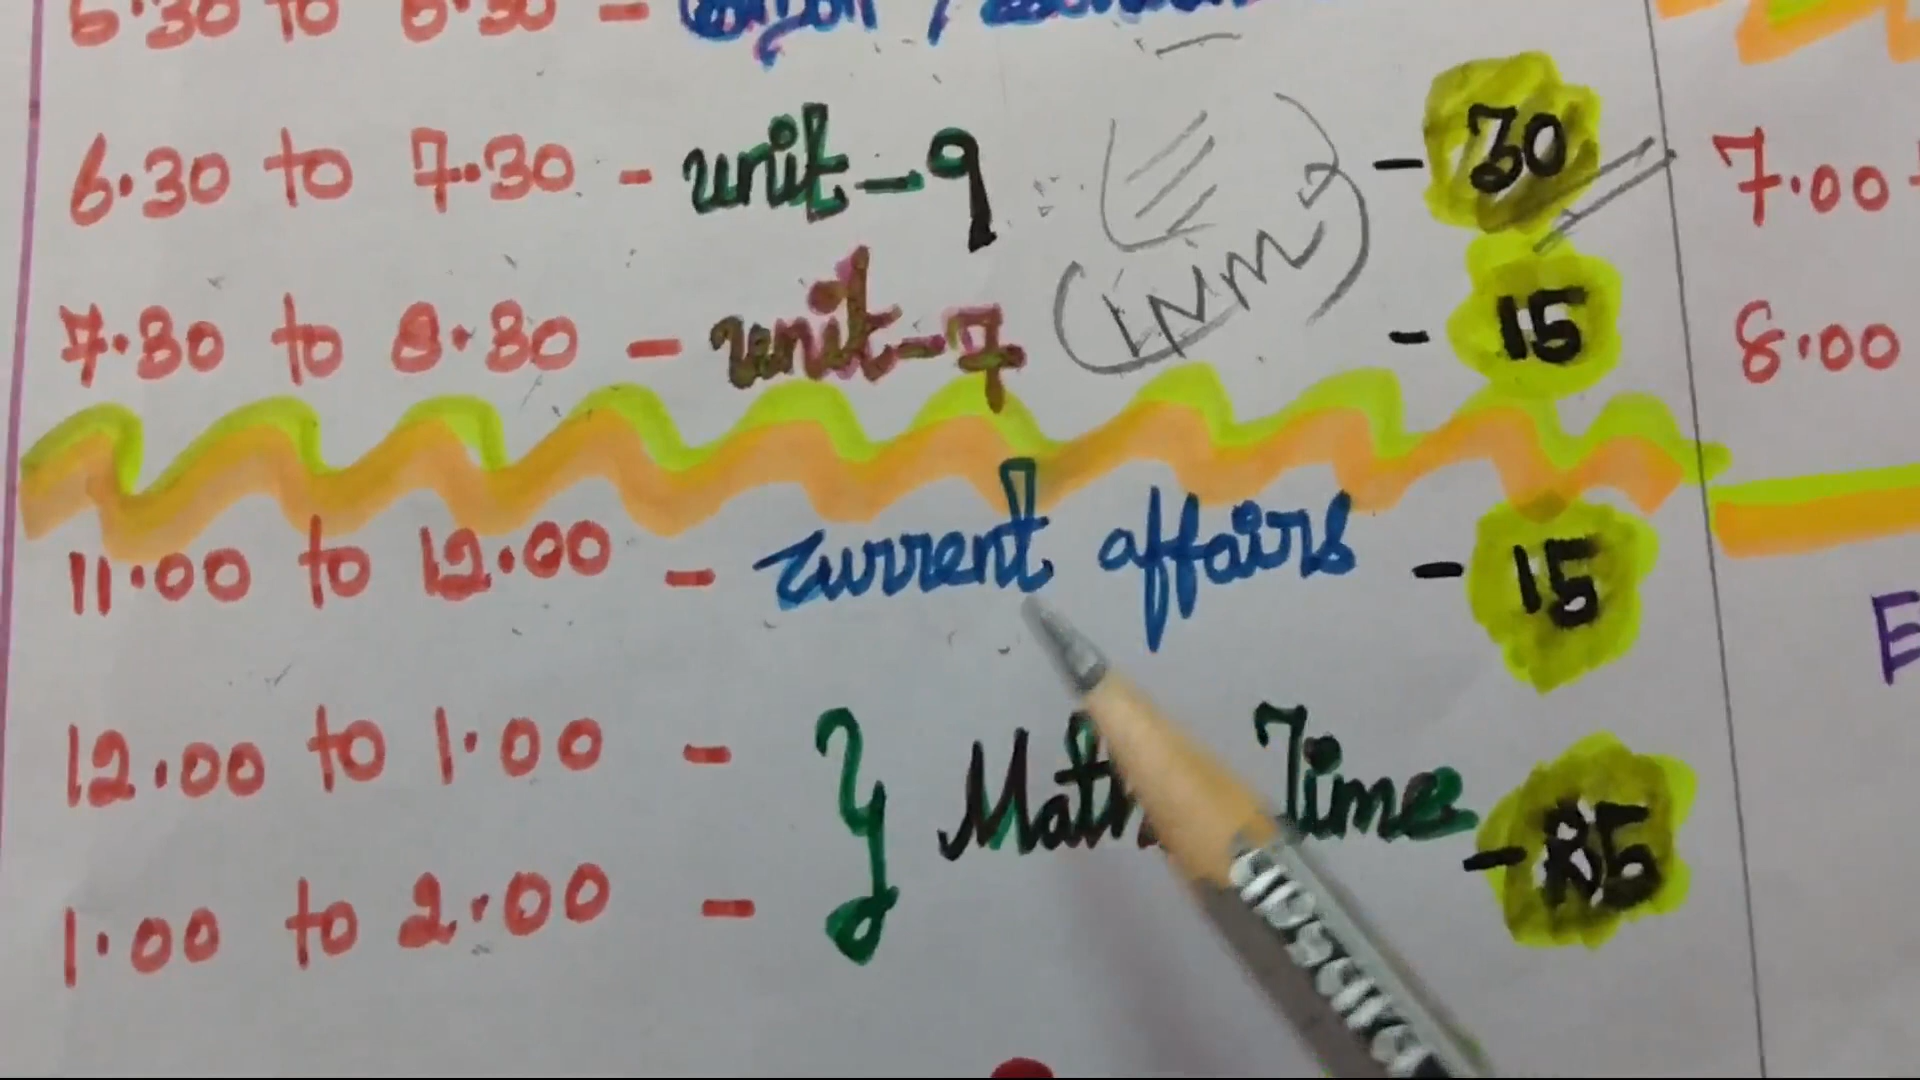 6.30 to 7.30 - unit-9 - 30
(INM)
7.30 to 8.30 - unit-7 - 15
11.00 to 12.00 - current affairs - 15
12.00 to 1.00 - } Maths Time - 25
1.00 to 2.00 -
7.00
8.00
E